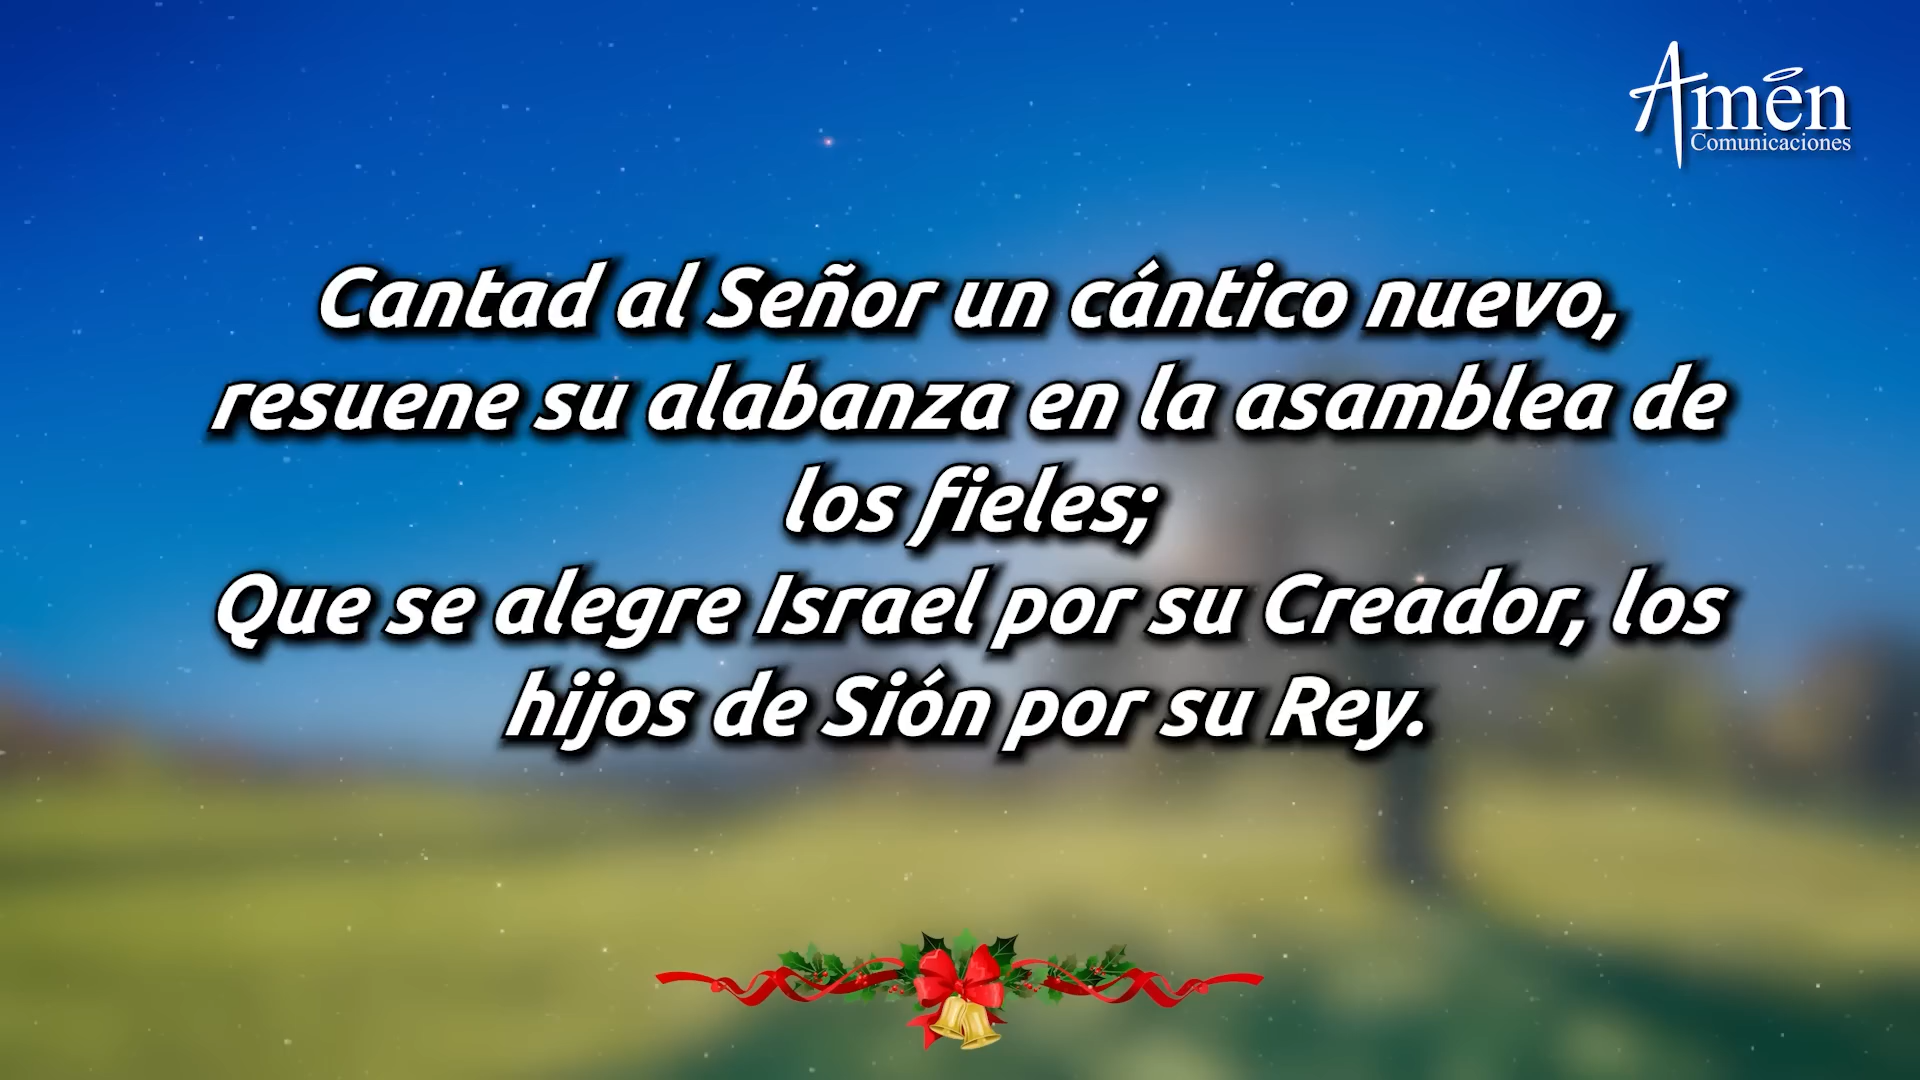 Amén
Comunicaciones
Cantad al Señor un cántico nuevo,
resuene su alabanza en la asamblea de
los fieles;
Que se alegre Israel por su Creador, los
hijos de Sión por su Rey.